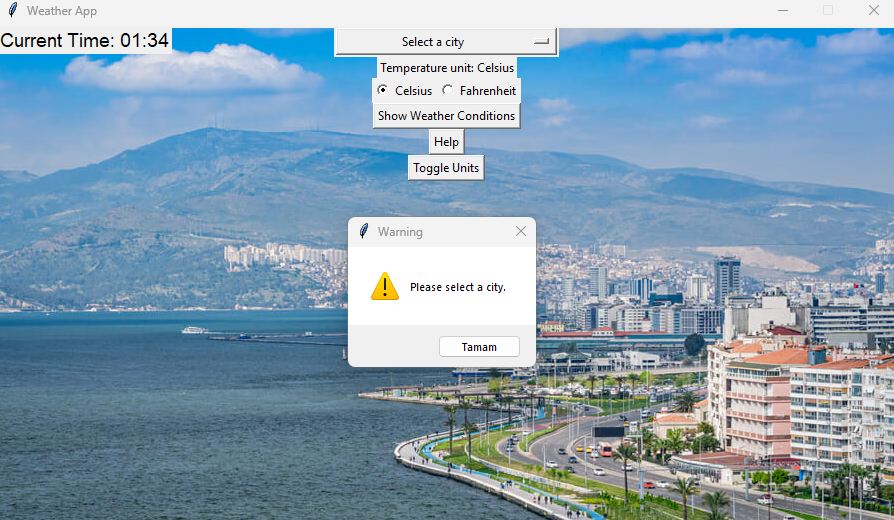 Weather App
Current Time: 01:34
Select a city
Temperature unit: Celsius
Celsius Fahrenheit
Show Weather Conditions
Help
Toggle Units
Warning
Please select a city.
Tamam